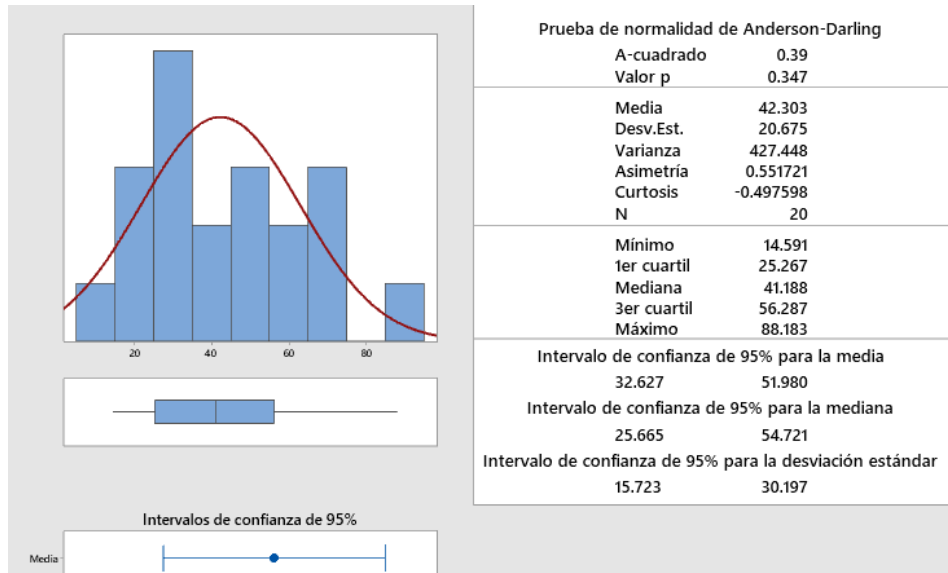 Prueba de normalidad de Anderson-Darling
A-cuadrado 0.39
Valor p 0.347
Media 42.303
Desv.Est. 20.675
Varianza 427.448
Asimetría 0.551721
Curtosis -0.497598
N 20
Mínimo 14.591
1er cuartil 25.267
Mediana 41.188
3er cuartil 56.287
Máximo 88.183
Intervalo de confianza de 95% para la media
32.627 51.980
Intervalo de confianza de 95% para la mediana
25.665 54.721
Intervalo de confianza de 95% para la desviación estándar
15.723 30.197
20 40 60 80
Intervalos de confianza de 95%
Media